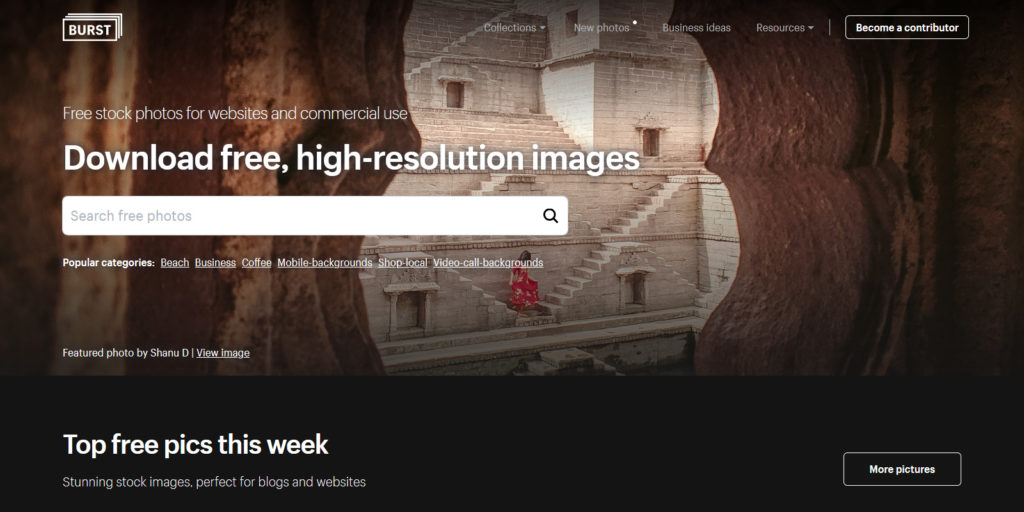 BURST
Collections New photos Business ideas Resources Become a contributor
Free stock photos for websites and commercial use
Download free, high-resolution images
Search free photos
Popular categories: Beach Business Coffee Mobile-backgrounds Shop-local Video-call-backgrounds
Featured photo by Shanu D | View image
Top free pics this week
Stunning stock images, perfect for blogs and websites
More pictures